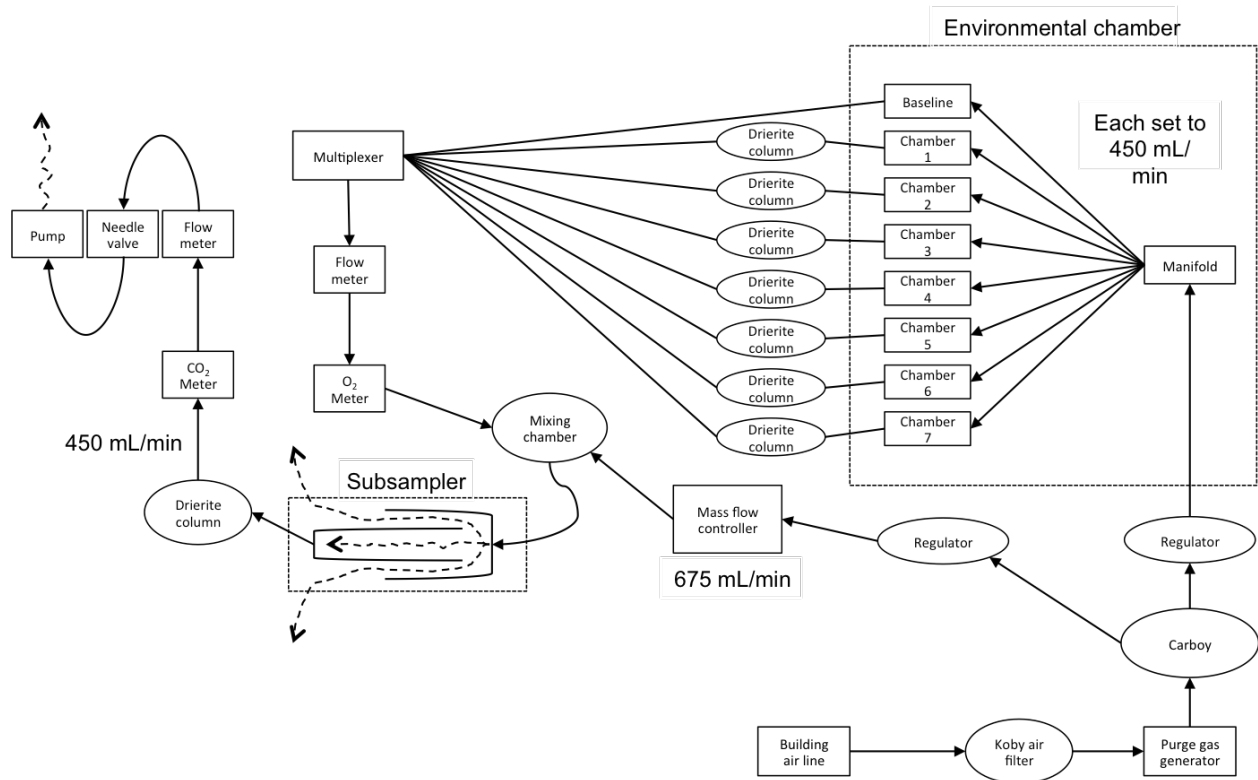 Environmental chamber
Baseline
Each set to
450 mL/
min
Multiplexer
Drierite
column
Chamber
1
Drierite
column
Chamber
2
Pump
Needle
valve
Flow
meter
Drierite
column
Chamber
3
Flow
meter
Manifold
Drierite
column
Chamber
4
Drierite
column
Chamber
5
CO₂
Meter
O₂
Meter
Drierite
column
Chamber
6
450 mL/min
Mixing
chamber
Drierite
column
Chamber
7
Subsampler
Drierite
column
Mass flow
controller
Regulator
Regulator
675 mL/min
Carboy
Building
air line
Koby air
filter
Purge gas
generator